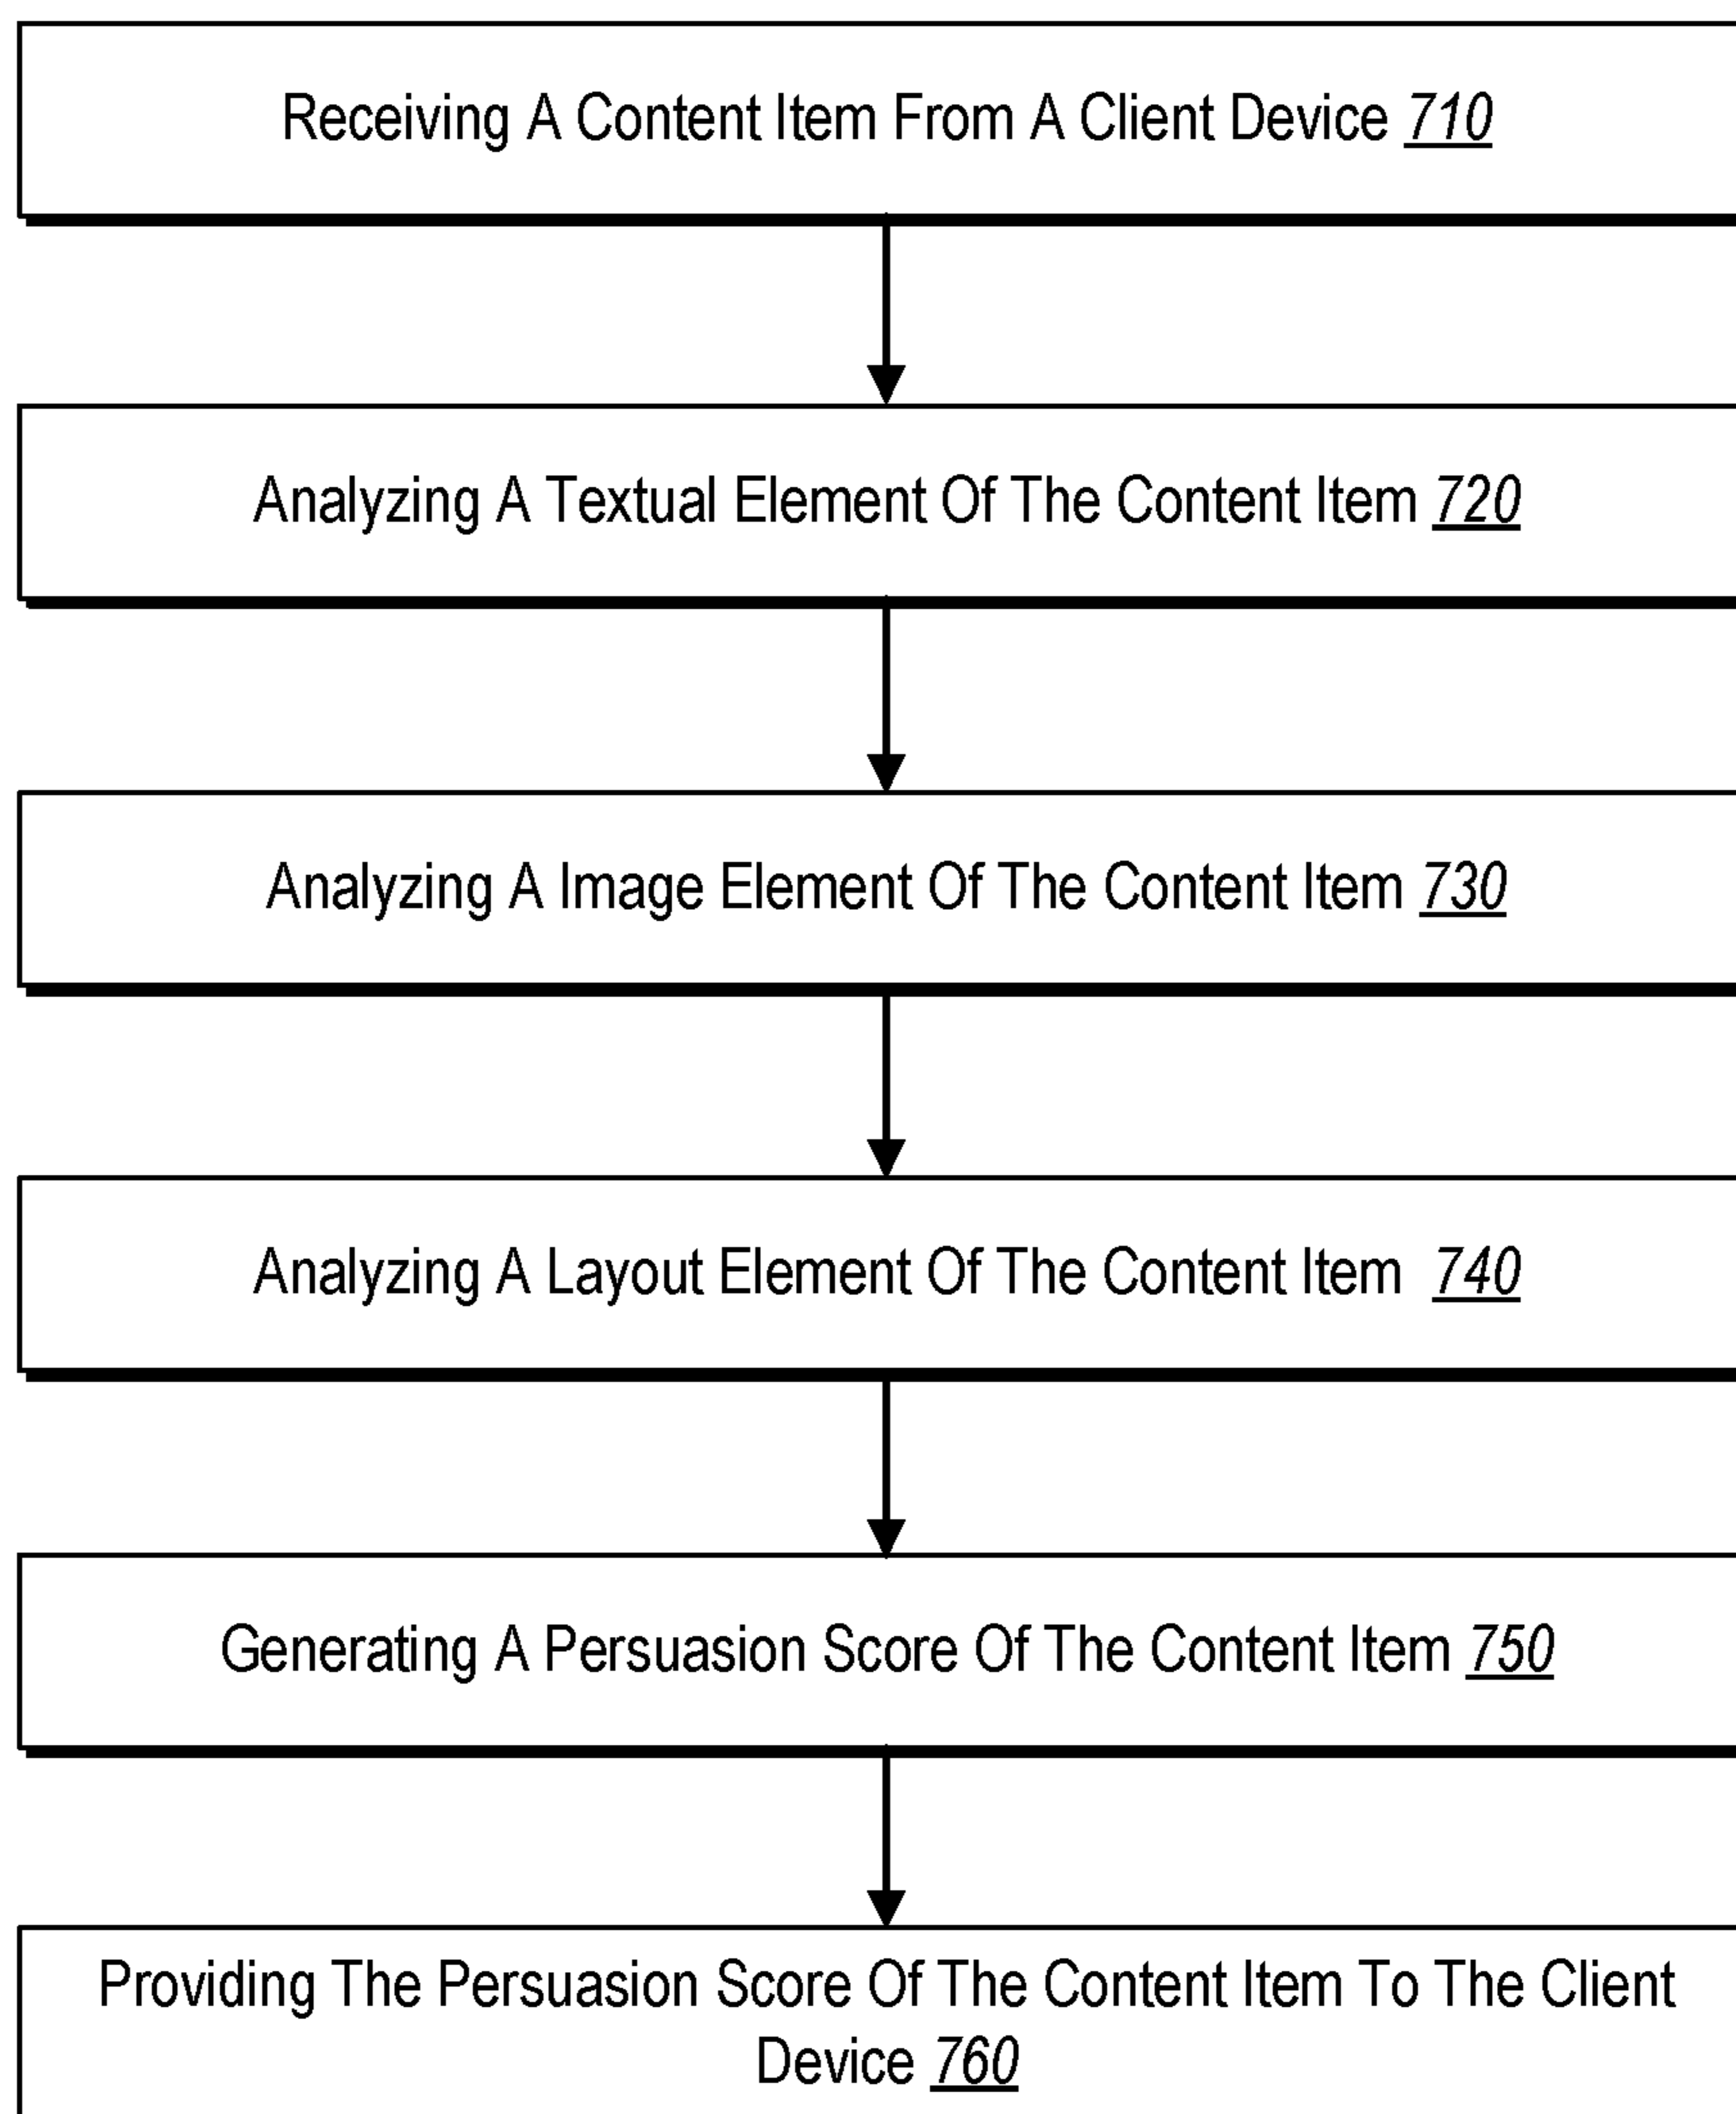 Receiving A Content Item From A Client Device 710
Analyzing A Textual Element Of The Content Item 720
Analyzing A Image Element Of The Content Item 730
Analyzing A Layout Element Of The Content Item 740
Generating A Persuasion Score Of The Content Item 750
Providing The Persuasion Score Of The Content Item To The Client
Device 760